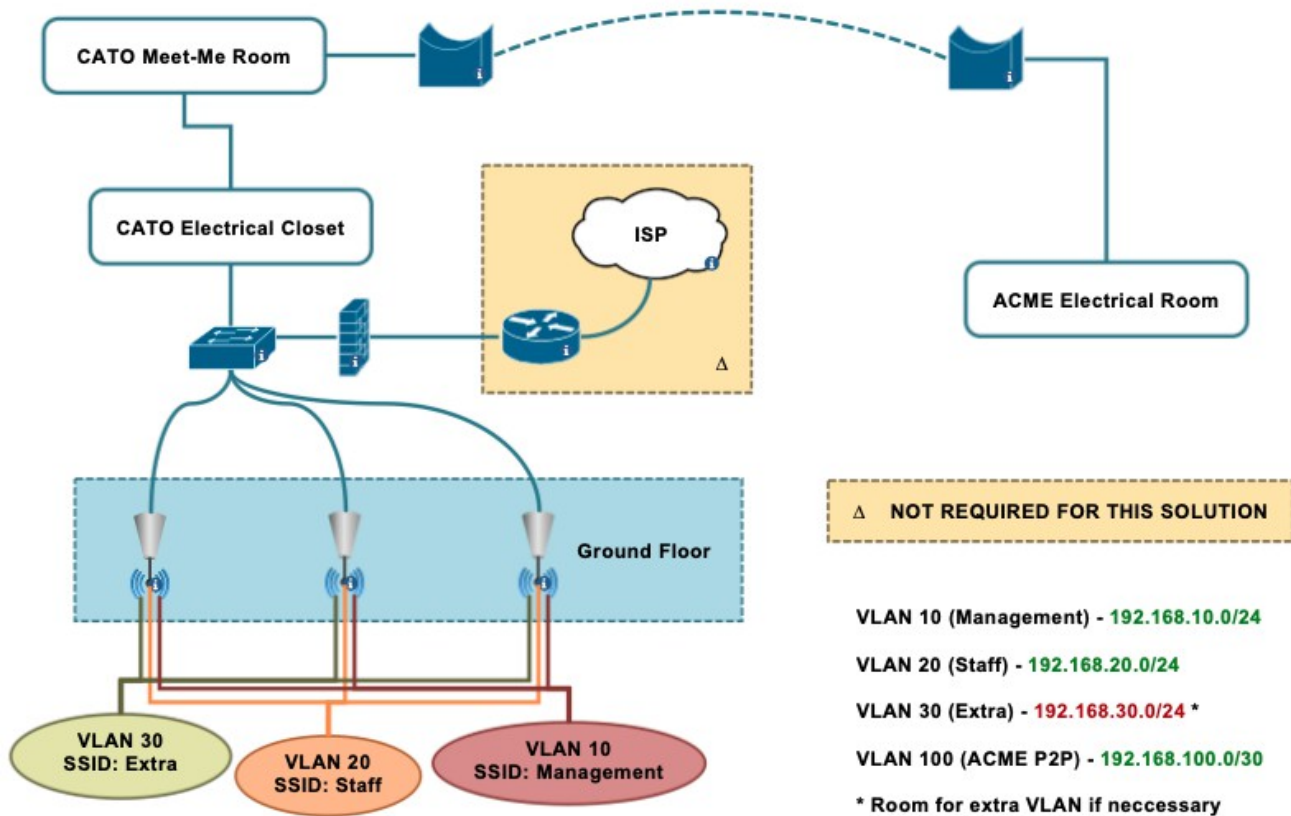 CATO Meet-Me Room
CATO Electrical Closet
ISP
ACME Electrical Room
Δ
Ground Floor
Δ NOT REQUIRED FOR THIS SOLUTION
VLAN 10 (Management) - 192.168.10.0/24
VLAN 20 (Staff) - 192.168.20.0/24
VLAN 30 (Extra) - 192.168.30.0/24 *
VLAN 100 (ACME P2P) - 192.168.100.0/30
* Room for extra VLAN if neccessary
VLAN 30
SSID: Extra
VLAN 20
SSID: Staff
VLAN 10
SSID: Management